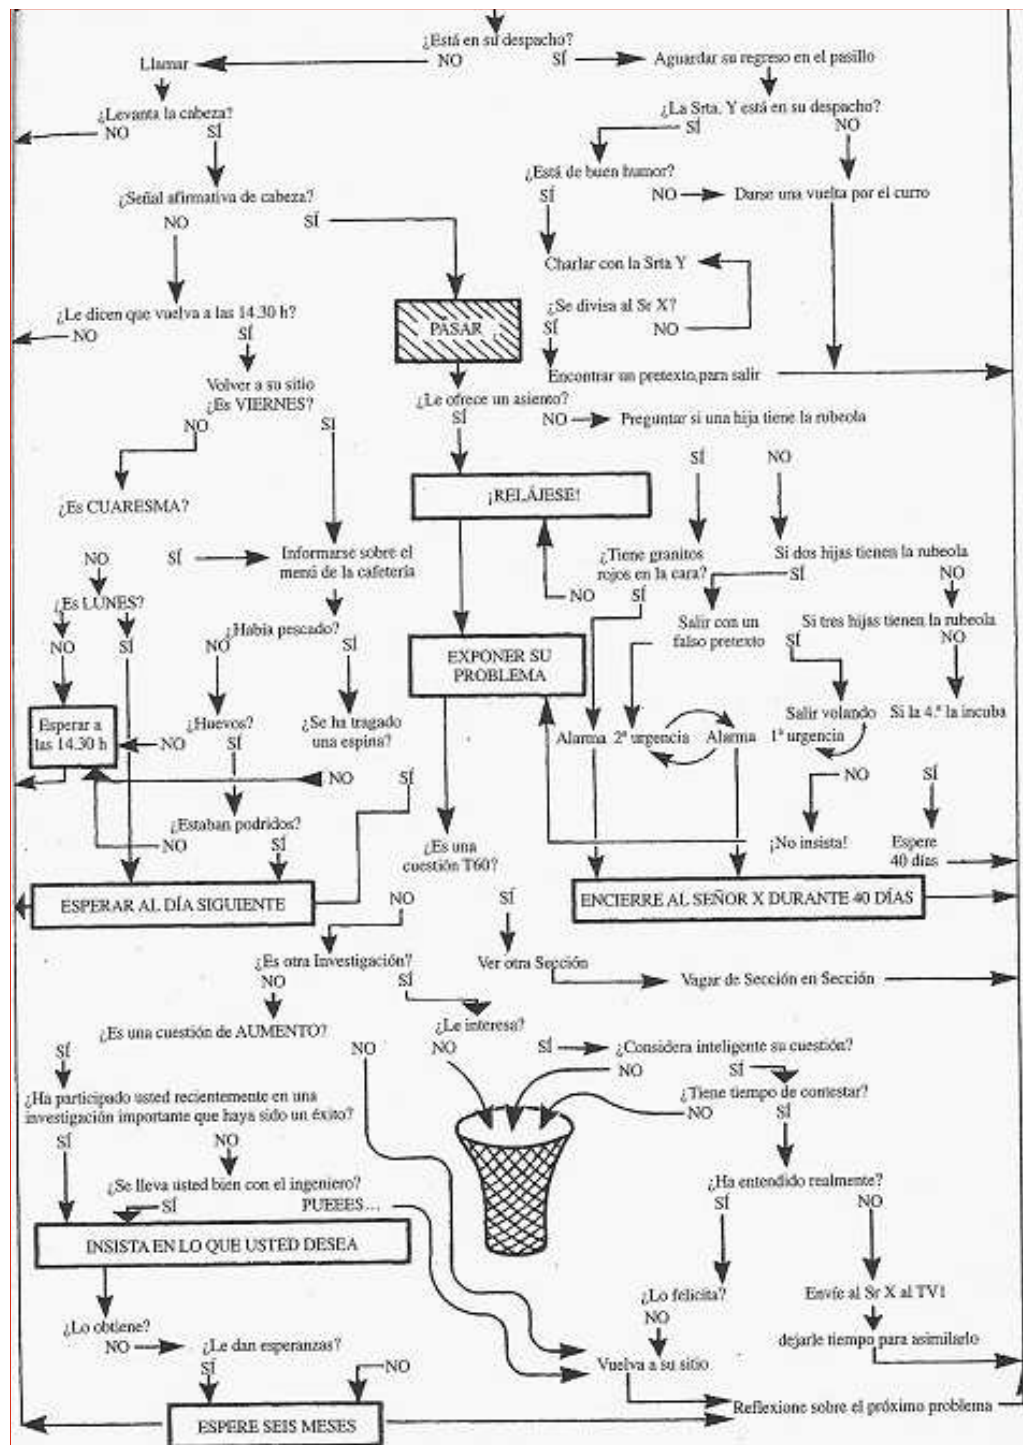 ¿Está en su despacho?
NO SÍ
Llamar
Aguardar su regreso en el pasillo
¿Levanta la cabeza?
NO SÍ
¿La Srta. Y está en su despacho?
SÍ NO
¿Señal afirmativa de cabeza?
NO SÍ
¿Está de buen humor?
SÍ NO
Darse una vuelta por el curro
Charlar con la Srta Y
¿Le dicen que vuelva a las 14.30 h?
NO SÍ
PASAR
¿Se divisa al Sr X?
SÍ NO
Encontrar un pretexto, para salir
Volver a su sitio
¿Es VIERNES?
NO SÍ
¿Le ofrece un asiento?
SÍ NO
Preguntar si una hija tiene la rubeola
SÍ NO
¿Es CUARESMA?
NO SÍ
¡RELÁJESE!
Informarse sobre el
menú de la cafetería
¿Tiene granitos
rojos en la cara?
NO SÍ
Si dos hijas tienen la rubeola
SÍ NO
¿Es LUNES?
NO SÍ
¿Había pescado?
NO SÍ
Salir con un
falso pretexto
Si tres hijas tienen la rubeola
SÍ NO
EXPONER SU
PROBLEMA
Esperar a
las 14.30 h
¿Huevos?
NO SÍ
¿Se ha tragado
una espina?
NO SÍ
Alarma 2ª urgencia Alarma
Salir volando
1ª urgencia
Si la 4.ª la incuba
NO SÍ
¿Estaban podridos?
NO SÍ
¿Es una
cuestión T60?
NO SÍ
¡No insista!
Espere
40 días
ESPERAR AL DÍA SIGUIENTE
ENCIERRE AL SEÑOR X DURANTE 40 DÍAS
¿Es otra Investigación?
NO SÍ
Ver otra Sección
Vagar de Sección en Sección
¿Es una cuestión de AUMENTO?
SÍ NO
¿Le interesa?
NO SÍ
¿Considera inteligente su cuestión?
NO SÍ
¿Ha participado usted recientemente en una
investigación importante que haya sido un éxito?
SÍ NO
¿Tiene tiempo de contestar?
NO SÍ
¿Se lleva usted bien con el ingeniero?
SÍ PUEEES...
¿Ha entendido realmente?
SÍ NO
INSISTA EN LO QUE USTED DESEA
¿Lo felicita?
NO
Envíe al Sr X al TV1
¿Lo obtiene?
NO
¿Le dan esperanzas?
SÍ NO
dejarle tiempo para asimilarlo
Vuelva a su sitio
ESPERE SEIS MESES
Reflexione sobre el próximo problema